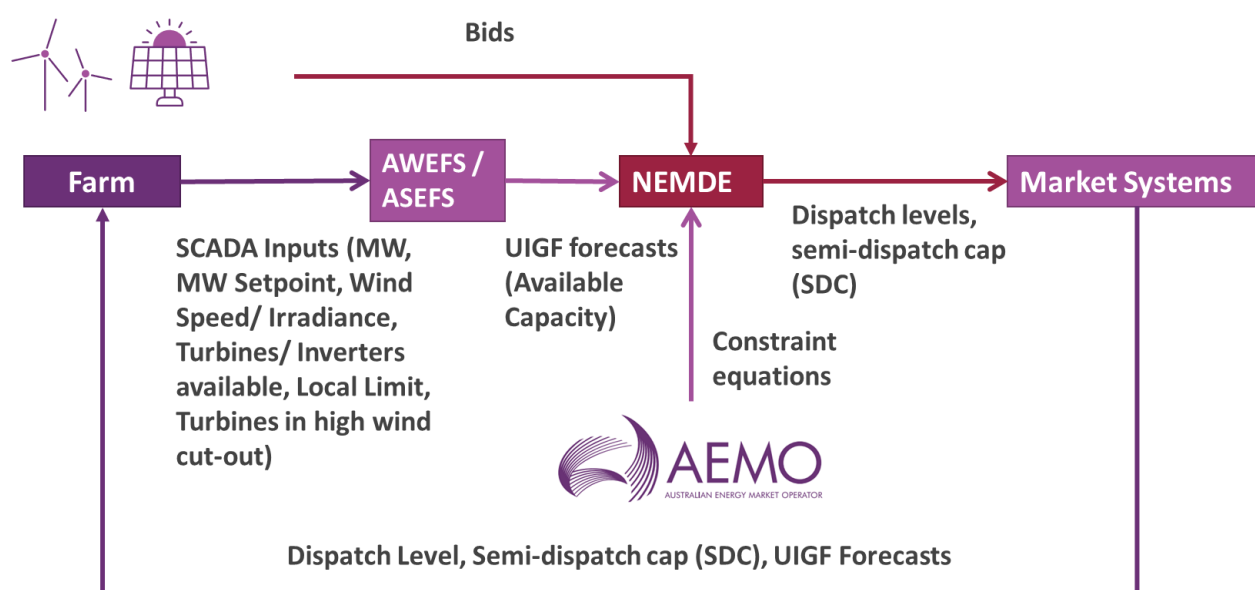 Bids
Farm
AWEFS /
ASEFS
NEMDE
Market Systems
SCADA Inputs (MW,
MW Setpoint, Wind
Speed/ Irradiance,
Turbines/ Inverters
available, Local Limit,
Turbines in high wind
cut-out)
UIGF forecasts
(Available
Capacity)
Dispatch levels,
semi-dispatch cap
(SDC)
Constraint
equations
AEMO
AUSTRALIAN ENERGY MARKET OPERATOR
Dispatch Level, Semi-dispatch cap (SDC), UIGF Forecasts